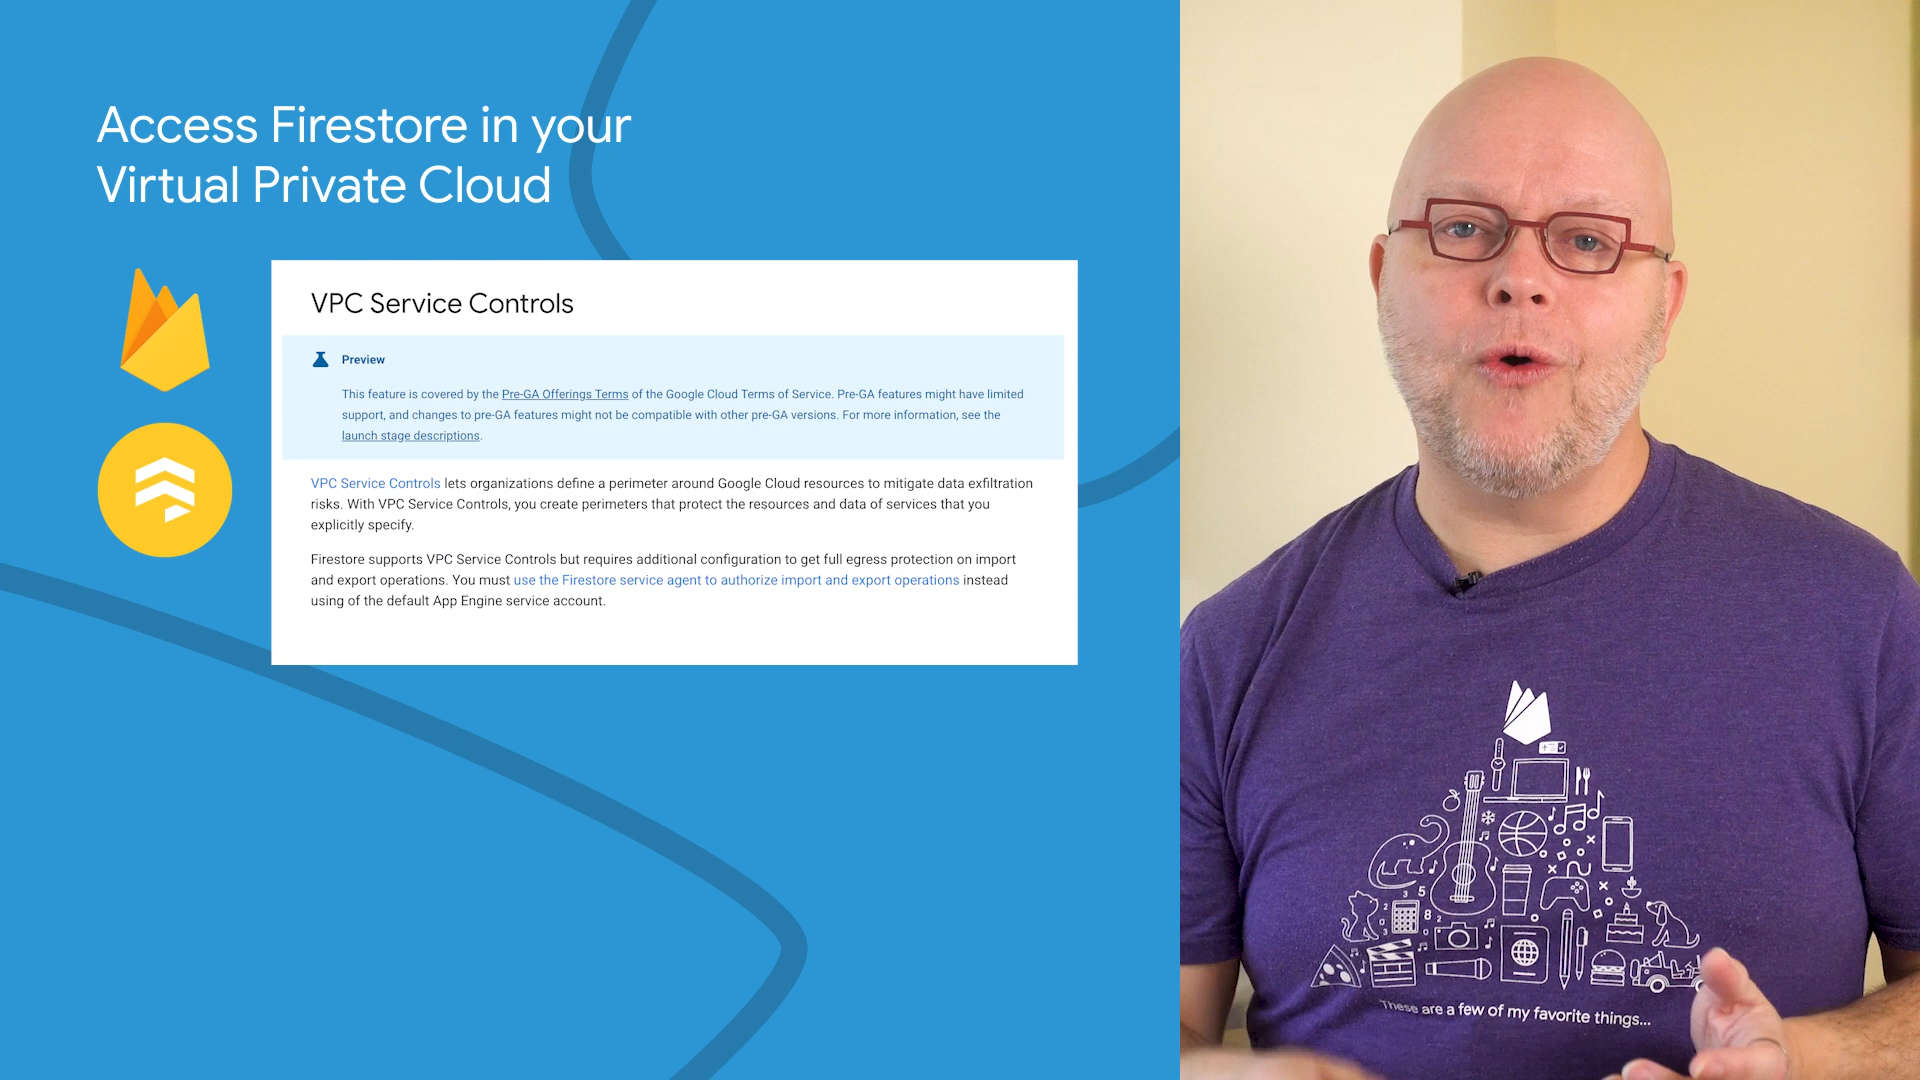 Access Firestore in your
Virtual Private Cloud
VPC Service Controls
Preview
This feature is covered by the Pre-GA Offerings Terms of the Google Cloud Terms of Service. Pre-GA features might have limited
support, and changes to pre-GA features might not be compatible with other pre-GA versions. For more information, see the
launch stage descriptions.
VPC Service Controls lets organizations define a perimeter around Google Cloud resources to mitigate data exfiltration
risks. With VPC Service Controls, you create perimeters that protect the resources and data of services that you
explicitly specify.
Firestore supports VPC Service Controls but requires additional configuration to get full egress protection on import
and export operations. You must use the Firestore service agent to authorize import and export operations instead
using of the default App Engine service account.
These are a few of my favorite things...